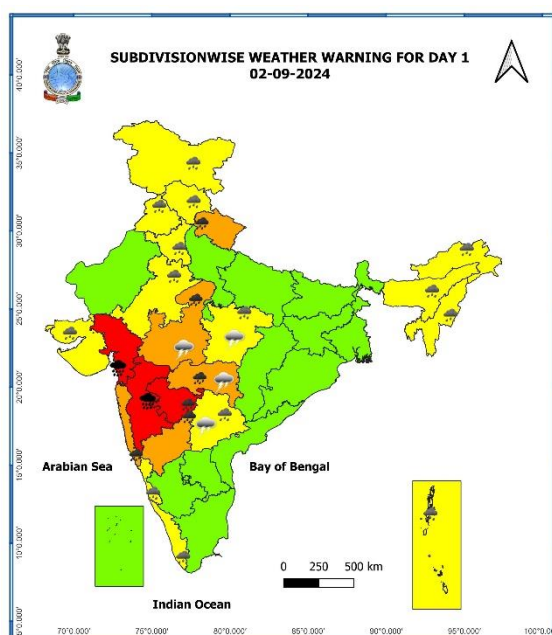 SUBDIVISIONWISE WEATHER WARNING FOR DAY 1
02-09-2024
40°0.000'
35°0.000'
30°0.000'
25°0.000'
20°0.000'
15°0.000'
10°0.000'
5°0.000'
Arabian Sea
Bay of Bengal
0 250 500 km
Indian Ocean
70°0.000' 75°0.000' 80°0.000' 85°0.000' 90°0.000' 95°0.000'